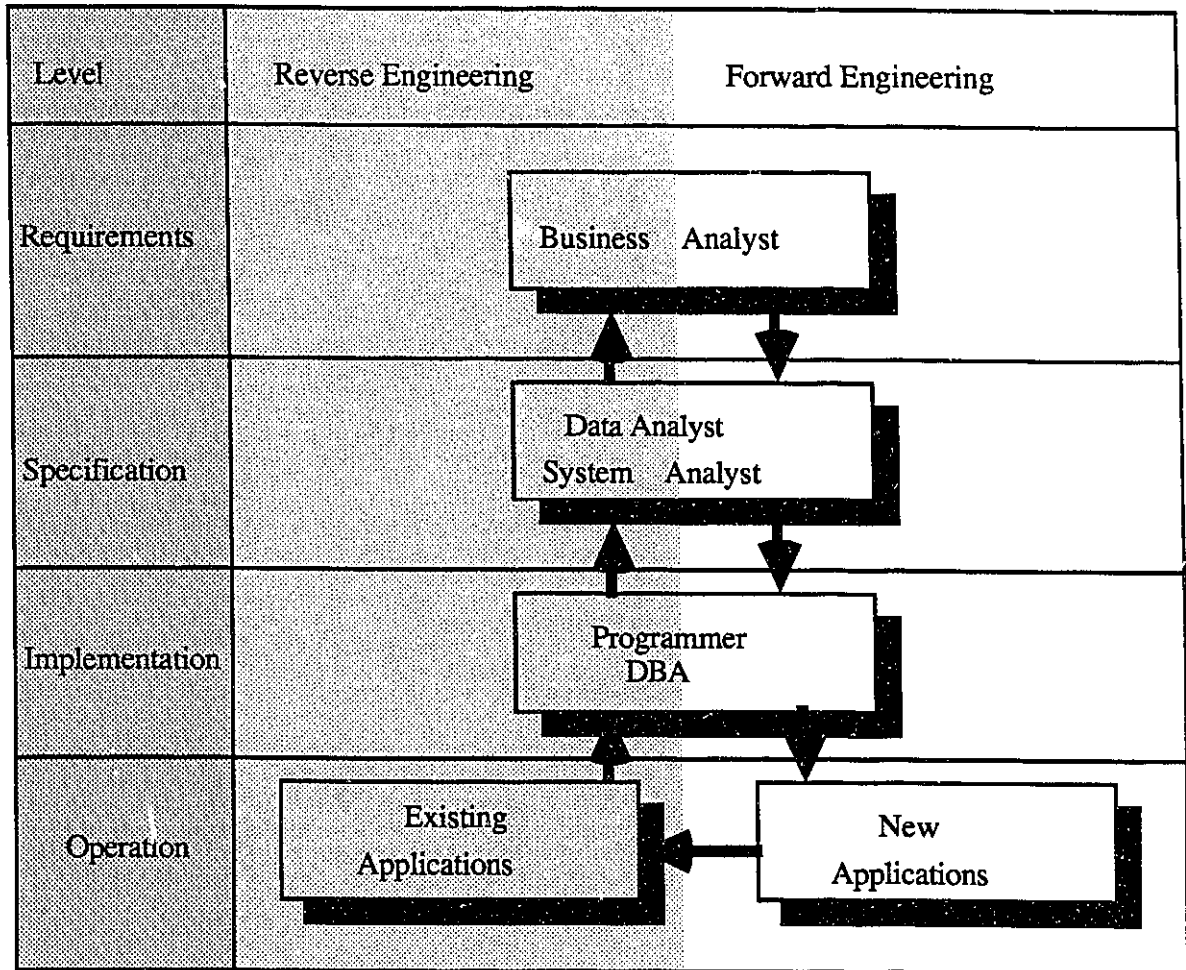 Level
Reverse Engineering
Forward Engineering
Requirements
Business Analyst
Specification
Data Analyst
System Analyst
Implementation
Programmer
DBA
Operation
Existing
Applications
New
Applications